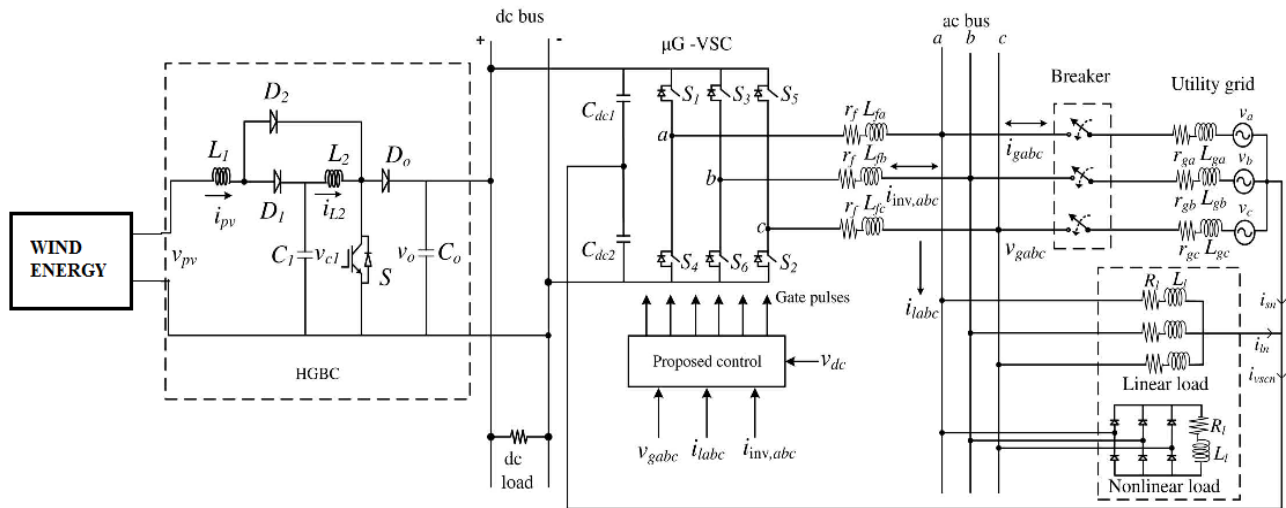 dc bus
+
-
μG -VSC
ac bus
a
b
c
Breaker
Utility grid
D2
L1
L2
Do
D1
ipv
iL2
C1
vc1
S
vo
Co
vpv
WIND
ENERGY
HGBC
Cdc1
Cdc2
S1
S3
S5
a
b
c
S4
S6
S2
rf Lfa
rf Lfb
rf Lfc
iinv,abc
igabc
vgabc
ilabc
rga Lga
rgb Lgb
rgc Lgc
va
vb
vc
Gate pulses
Proposed control
vdc
vgabc
ilabc
iinv,abc
dc
load
Rl
Ll
Linear load
isn
iln
ivscn
Rl
Ll
Nonlinear load